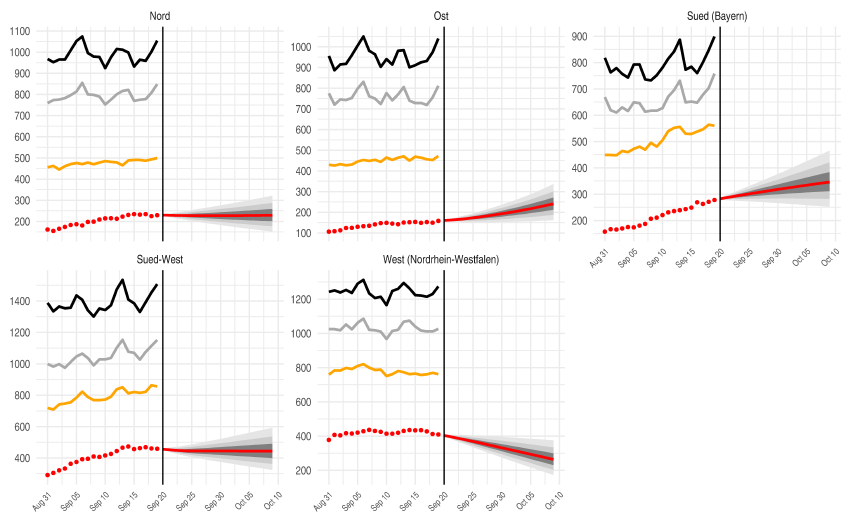 Nord
1100
1000
900
800
700
600
500
400
300
200
Ost
1000
900
800
700
600
500
400
300
200
100
Sued (Bayern)
900
800
700
600
500
400
300
200
Aug 31
Sep 05
Sep 10
Sep 15
Sep 20
Sep 25
Sep 30
Oct 05
Oct 10
Sued-West
1400
1200
1000
800
600
400
Aug 31
Sep 05
Sep 10
Sep 15
Sep 20
Sep 25
Sep 30
Oct 05
Oct 10
West (Nordrhein-Westfalen)
1200
1000
800
600
400
200
Aug 31
Sep 05
Sep 10
Sep 15
Sep 20
Sep 25
Sep 30
Oct 05
Oct 10